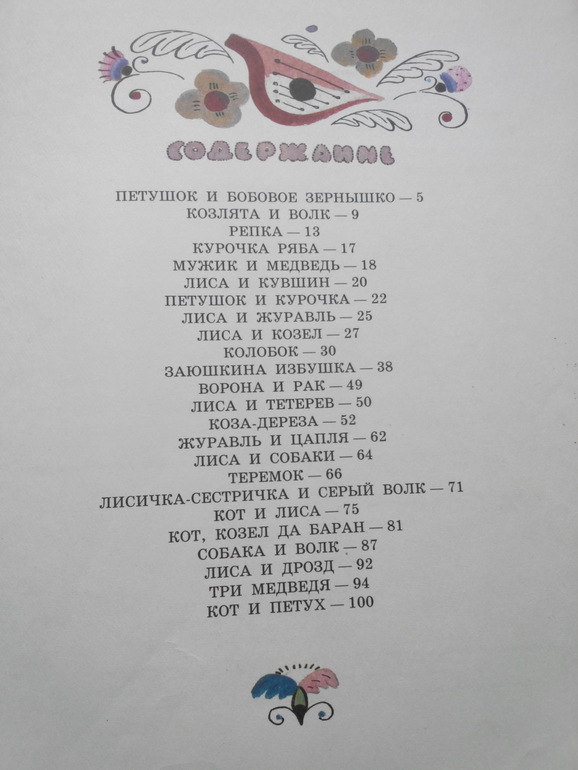 СОДЕРЖАНИЕ
ПЕТУШОК И БОБОВОЕ ЗЕРНЫШКО — 5
КОЗЛЯТА И ВОЛК — 9
РЕПКА — 13
КУРОЧКА РЯБА — 17
МУЖИК И МЕДВЕДЬ — 18
ЛИСА И КУВШИН — 20
ПЕТУШОК И КУРОЧКА — 22
ЛИСА И ЖУРАВЛЬ — 25
ЛИСА И КОЗЕЛ — 27
КОЛОБОК — 30
ЗАЮШКИНА ИЗБУШКА — 38
ВОРОНА И РАК — 49
ЛИСА И ТЕТЕРЕВ — 50
КОЗА-ДЕРЕЗА — 52
ЖУРАВЛЬ И ЦАПЛЯ — 62
ЛИСА И СОБАКИ — 64
ТЕРЕМОК — 66
ЛИСИЧКА-СЕСТРИЧКА И СЕРЫЙ ВОЛК — 71
КОТ И ЛИСА — 75
КОТ, КОЗЕЛ ДА БАРАН — 81
СОБАКА И ВОЛК — 87
ЛИСА И ДРОЗД — 92
ТРИ МЕДВЕДЯ — 94
КОТ И ПЕТУХ — 100